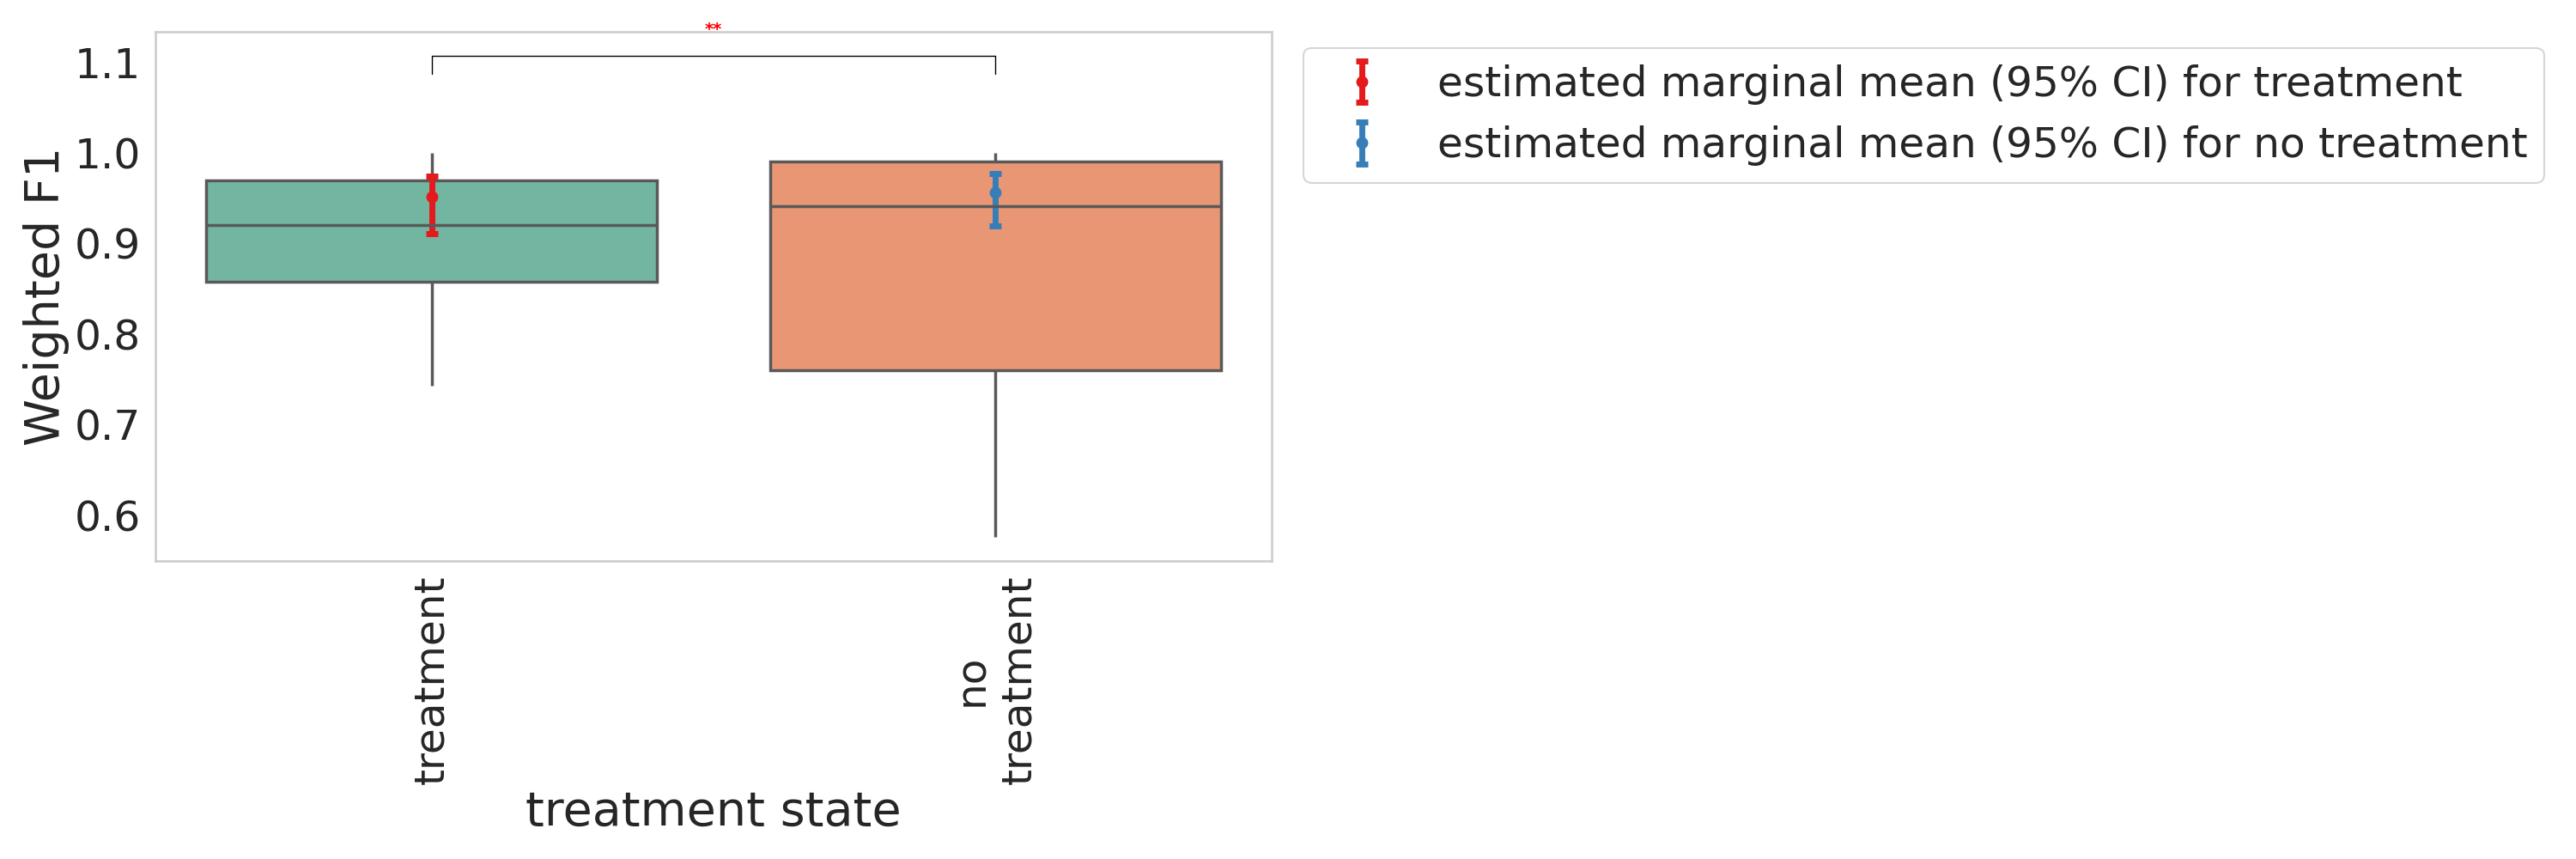 **
1.1
1.0
0.9
0.8
0.7
0.6
Weighted F1
treatment
no
treatment
treatment state
estimated marginal mean (95% CI) for treatment
estimated marginal mean (95% CI) for no treatment